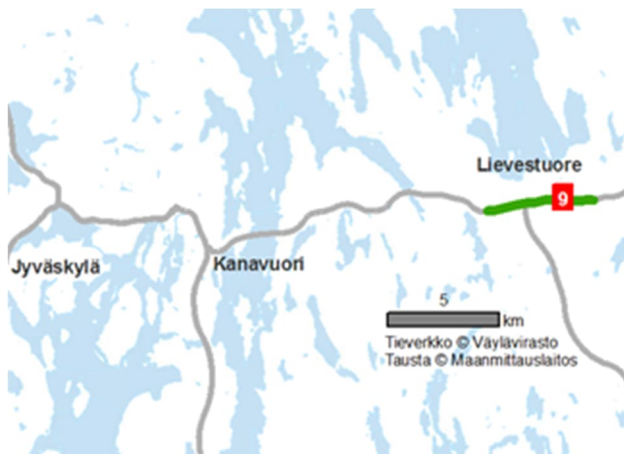 Lievestuore
9
Jyväskylä
Kanavuori
5
km
Tieverkko © Väylävirasto
Tausta © Maanmittauslaitos